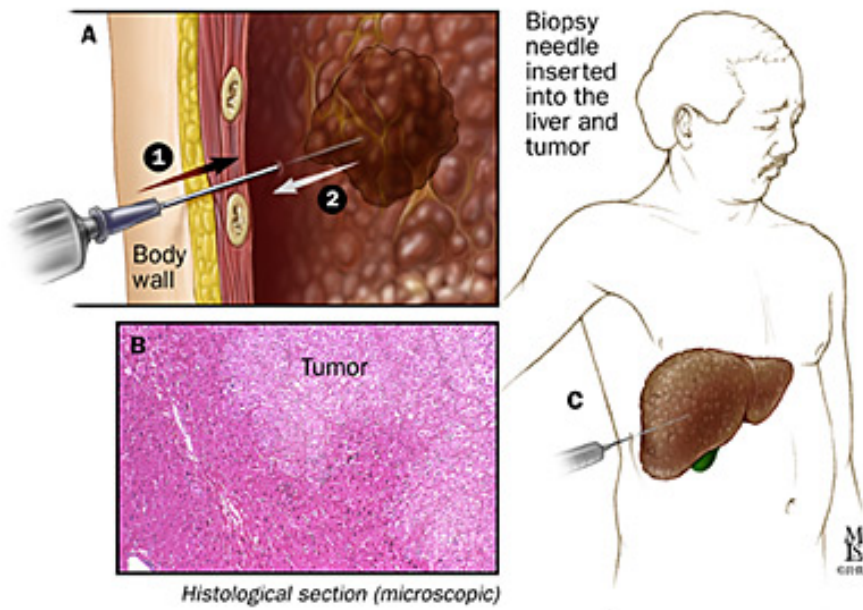 A
1
2
Body
wall
B
Tumor
Histological section (microscopic)
Biopsy
needle
inserted
into the
liver and
tumor
C